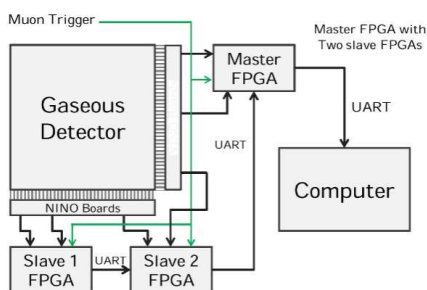 Muon Trigger
Master FPGA with
Two slave FPGAs
Master
FPGA
Gaseous
Detector
UART
UART
Computer
NINO Boards
Slave 1
FPGA
UART
Slave 2
FPGA